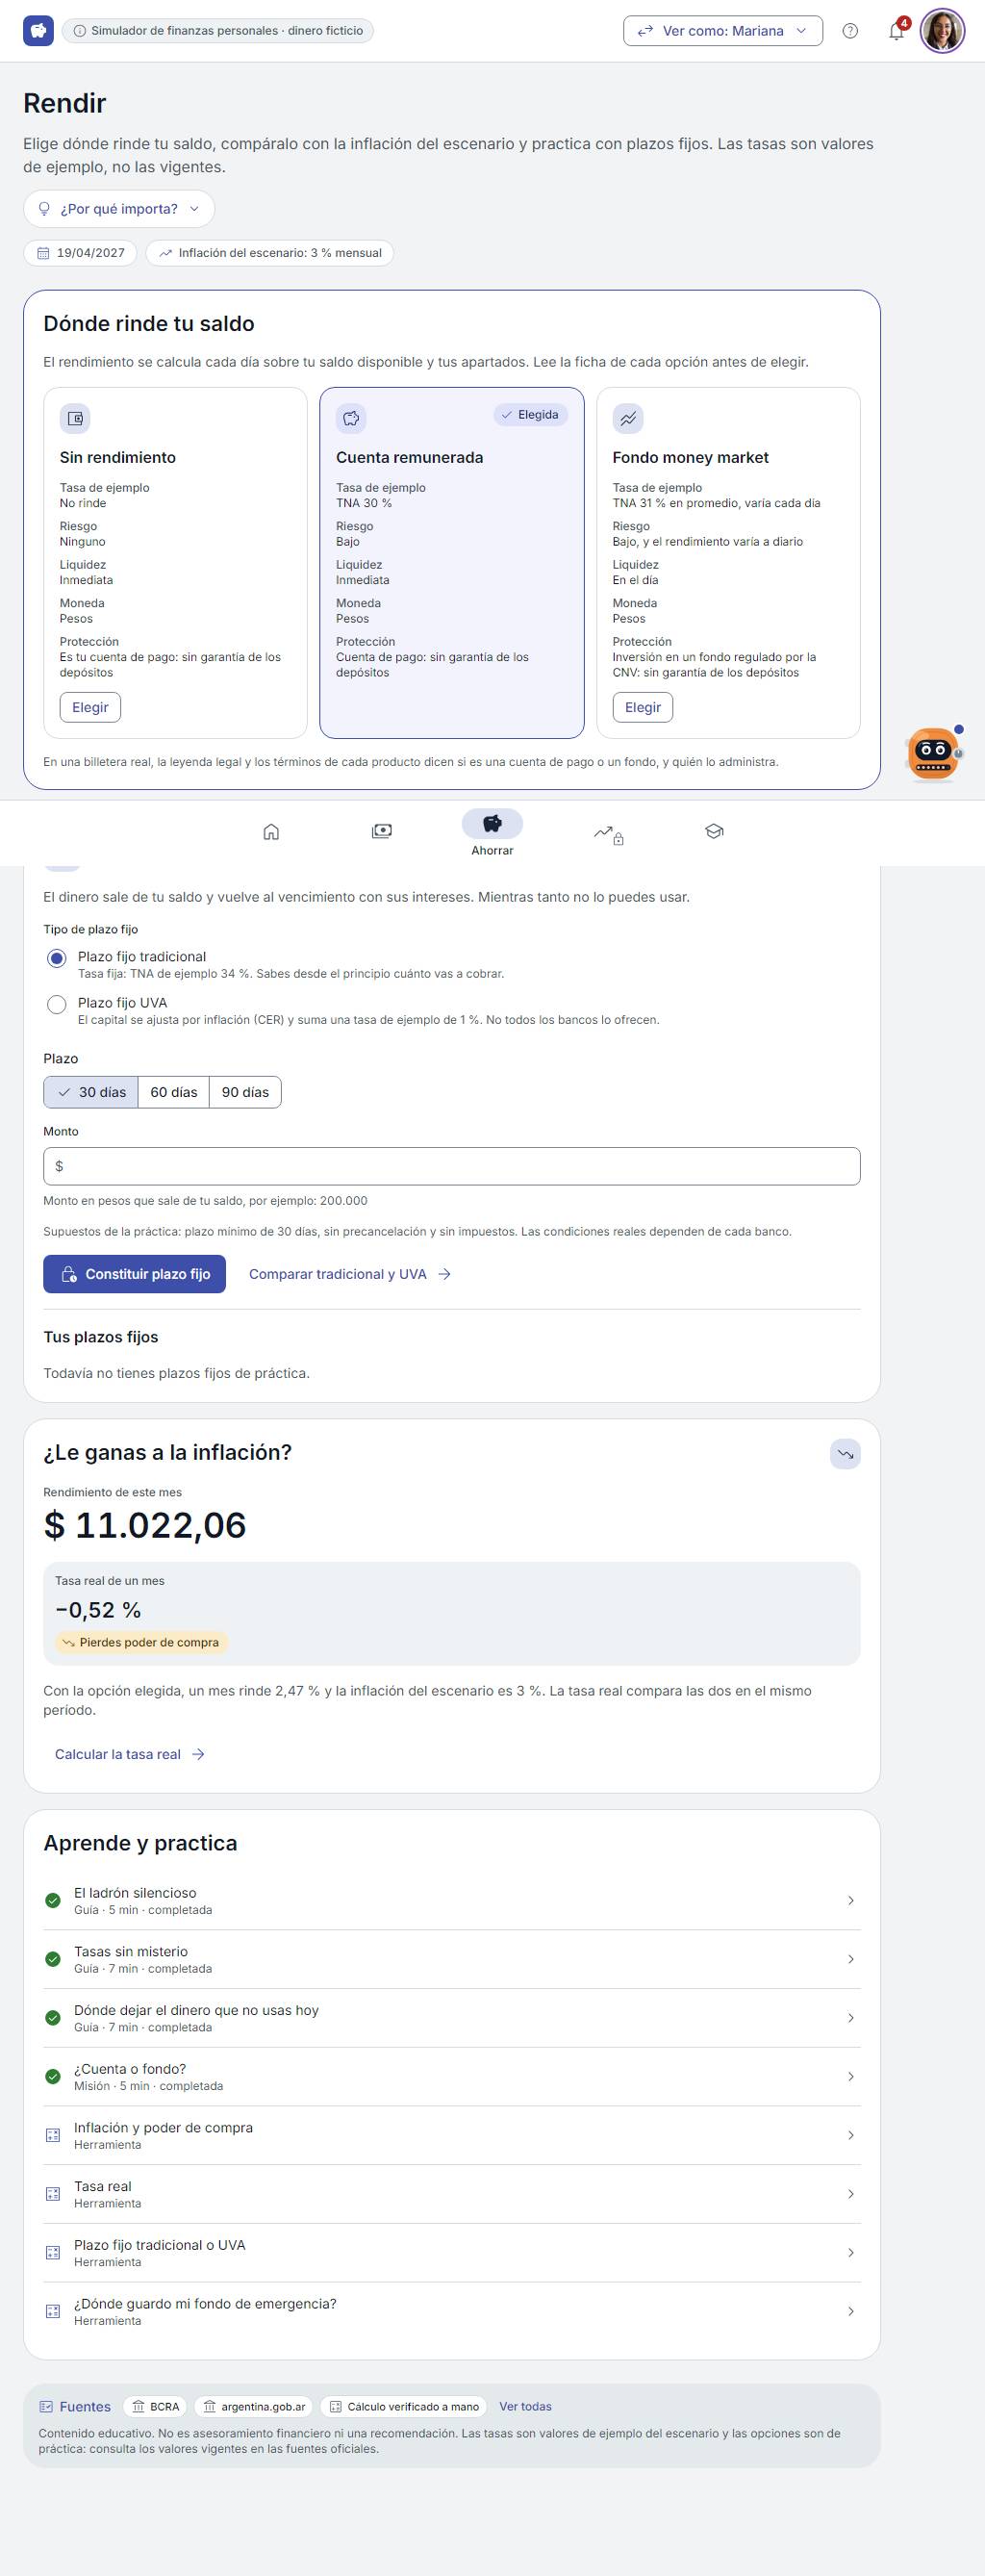 Simulador de finanzas personales · dinero ficticio
Ver como: Mariana
4
Rendir
Elige dónde rinde tu saldo, compáralo con la inflación del escenario y practica con plazos fijos. Las tasas son valores
de ejemplo, no las vigentes.
¿Por qué importa?
19/04/2027
Inflación del escenario: 3 % mensual
Dónde rinde tu saldo
El rendimiento se calcula cada día sobre tu saldo disponible y tus apartados. Lee la ficha de cada opción antes de elegir.
Sin rendimiento
Tasa de ejemplo
No rinde
Riesgo
Ninguno
Liquidez
Inmediata
Moneda
Pesos
Protección
Es tu cuenta de pago: sin garantía de los
depósitos
Elegir
Elegida
Cuenta remunerada
Tasa de ejemplo
TNA 30 %
Riesgo
Bajo
Liquidez
Inmediata
Moneda
Pesos
Protección
Cuenta de pago: sin garantía de los
depósitos
Fondo money market
Tasa de ejemplo
TNA 31 % en promedio, varía cada día
Riesgo
Bajo, y el rendimiento varía a diario
Liquidez
En el día
Moneda
Pesos
Protección
Inversión en un fondo regulado por la
CNV: sin garantía de los depósitos
Elegir
En una billetera real, la leyenda legal y los términos de cada producto dicen si es una cuenta de pago o un fondo, y quién lo administra.
Ahorrar
El dinero sale de tu saldo y vuelve al vencimiento con sus intereses. Mientras tanto no lo puedes usar.
Tipo de plazo fijo
Plazo fijo tradicional
Tasa fija: TNA de ejemplo 34 %. Sabes desde el principio cuánto vas a cobrar.
Plazo fijo UVA
El capital se ajusta por inflación (CER) y suma una tasa de ejemplo de 1 %. No todos los bancos lo ofrecen.
Plazo
30 días
60 días
90 días
Monto
$
Monto en pesos que sale de tu saldo, por ejemplo: 200.000
Supuestos de la práctica: plazo mínimo de 30 días, sin precancelación y sin impuestos. Las condiciones reales dependen de cada banco.
Constituir plazo fijo
Comparar tradicional y UVA
Tus plazos fijos
Todavía no tienes plazos fijos de práctica.
¿Le ganas a la inflación?
Rendimiento de este mes
$ 11.022,06
Tasa real de un mes
−0,52 %
Pierdes poder de compra
Con la opción elegida, un mes rinde 2,47 % y la inflación del escenario es 3 %. La tasa real compara las dos en el mismo
período.
Calcular la tasa real
Aprende y practica
El ladrón silencioso
Guía · 5 min · completada
Tasas sin misterio
Guía · 7 min · completada
Dónde dejar el dinero que no usas hoy
Guía · 7 min · completada
¿Cuenta o fondo?
Misión · 5 min · completada
Inflación y poder de compra
Herramienta
Tasa real
Herramienta
Plazo fijo tradicional o UVA
Herramienta
¿Dónde guardo mi fondo de emergencia?
Herramienta
Fuentes
BCRA
argentina.gob.ar
Cálculo verificado a mano
Ver todas
Contenido educativo. No es asesoramiento financiero ni una recomendación. Las tasas son valores de ejemplo del escenario y las opciones son de
práctica: consulta los valores vigentes en las fuentes oficiales.